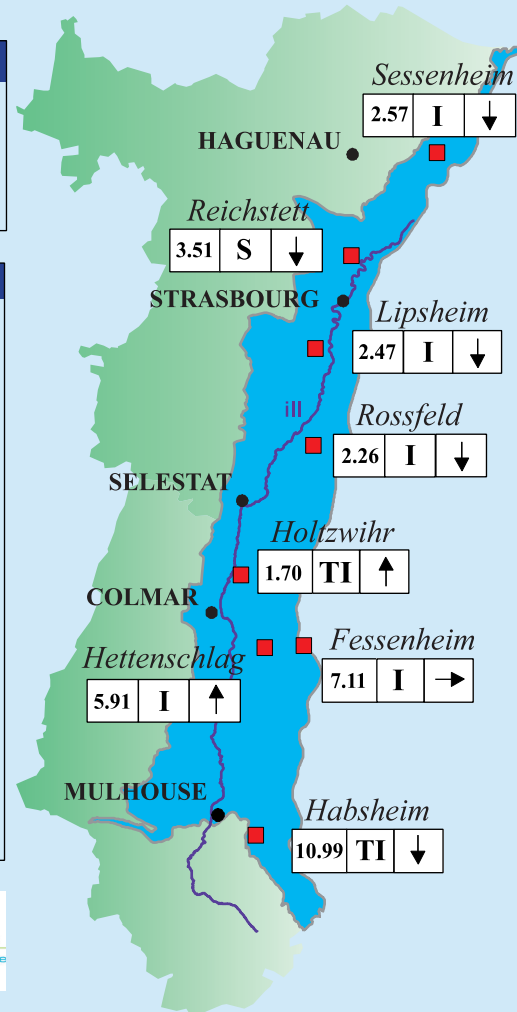 Sessenheim
2.57 I ↓
HAGUENAU
Reichstett
3.51 S ↓
STRASBOURG
Lipsheim
2.47 I ↓
ill
Rossfeld
2.26 I ↓
SELESTAT
Holtzwihr
1.70 TI ↑
COLMAR
Hettenschlag
5.91 I ↑
Fessenheim
7.11 I →
MULHOUSE
Habsheim
10.99 TI ↓
e